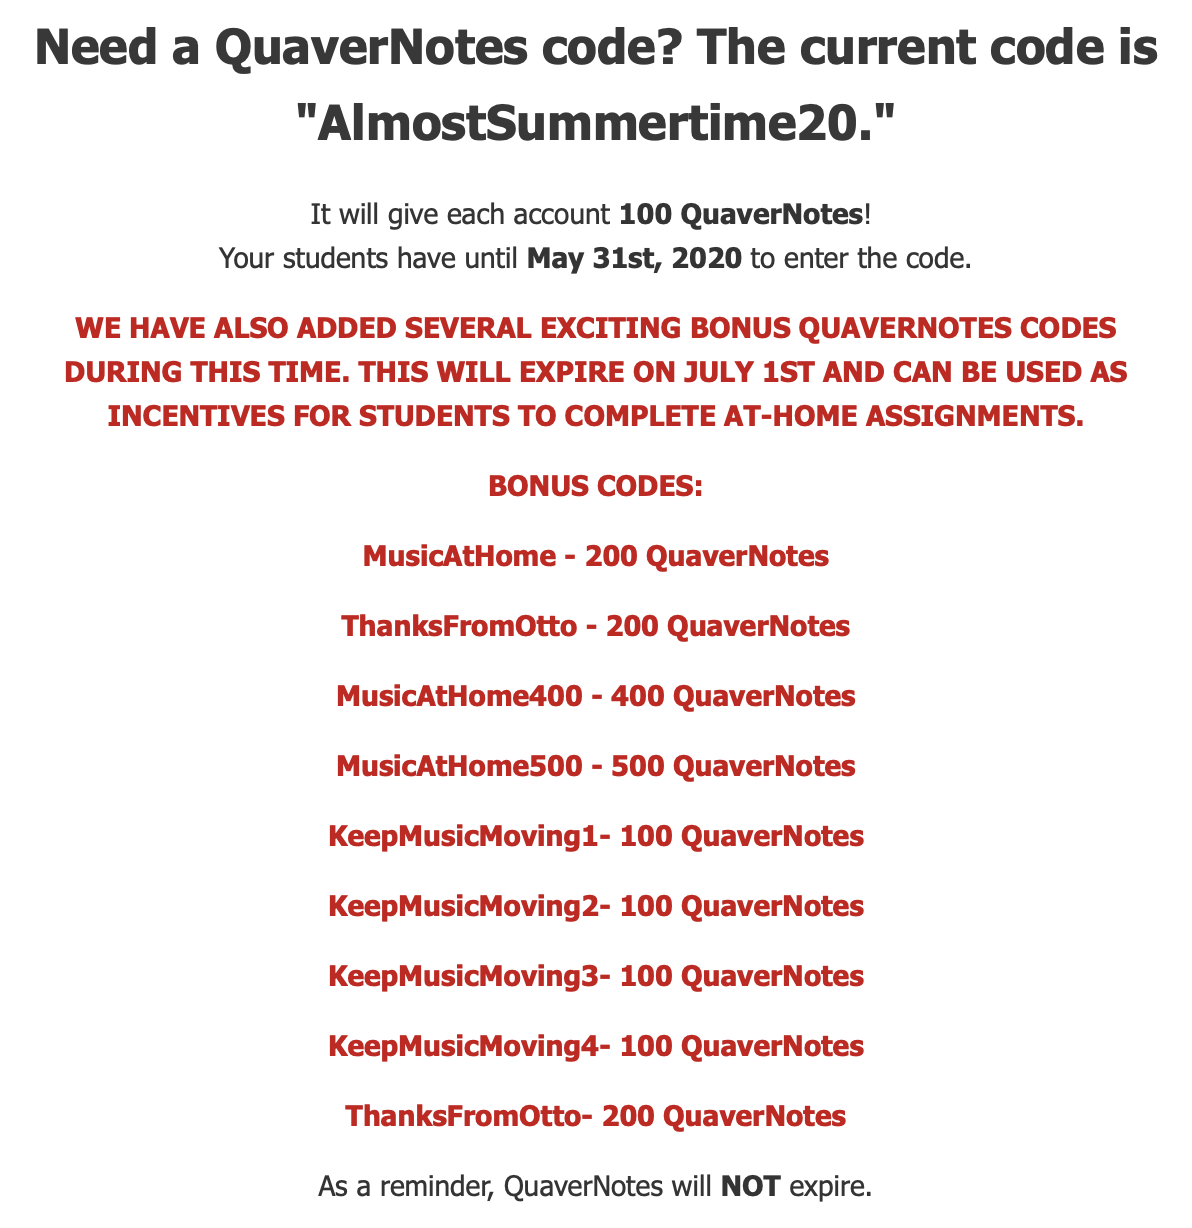 Need a QuaverNotes code? The current code is
"AlmostSummertime20."
It will give each account 100 QuaverNotes!
Your students have until May 31st, 2020 to enter the code.
WE HAVE ALSO ADDED SEVERAL EXCITING BONUS QUAVERNOTES CODES
DURING THIS TIME. THIS WILL EXPIRE ON JULY 1ST AND CAN BE USED AS
INCENTIVES FOR STUDENTS TO COMPLETE AT-HOME ASSIGNMENTS.
BONUS CODES:
MusicAtHome - 200 QuaverNotes
ThanksFromOtto - 200 QuaverNotes
MusicAtHome400 - 400 QuaverNotes
MusicAtHome500 - 500 QuaverNotes
KeepMusicMoving1- 100 QuaverNotes
KeepMusicMoving2- 100 QuaverNotes
KeepMusicMoving3- 100 QuaverNotes
KeepMusicMoving4- 100 QuaverNotes
ThanksFromOtto- 200 QuaverNotes
As a reminder, QuaverNotes will NOT expire.